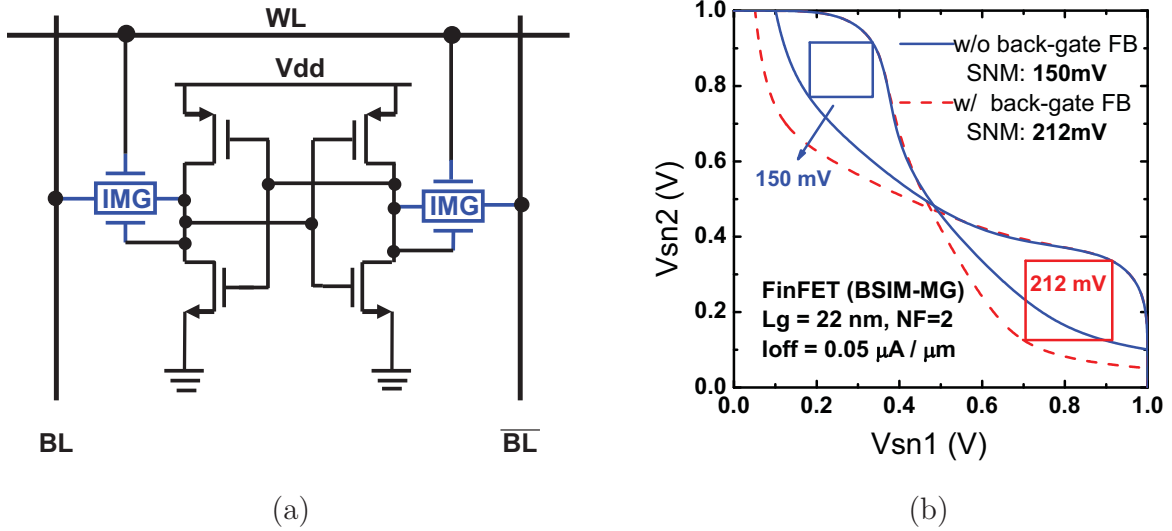 WL
Vdd
IMG
IMG
BL
B̅L̅
(a)
1.0
0.8
0.6
0.4
0.2
0.0
0.0
0.2
0.4
0.6
0.8
1.0
Vsn2 (V)
Vsn1 (V)
w/o back-gate FB
SNM: 150mV
w/ back-gate FB
SNM: 212mV
150 mV
212 mV
FinFET (BSIM-MG)
Lg = 22 nm, NF=2
Ioff = 0.05 μA / μm
(b)